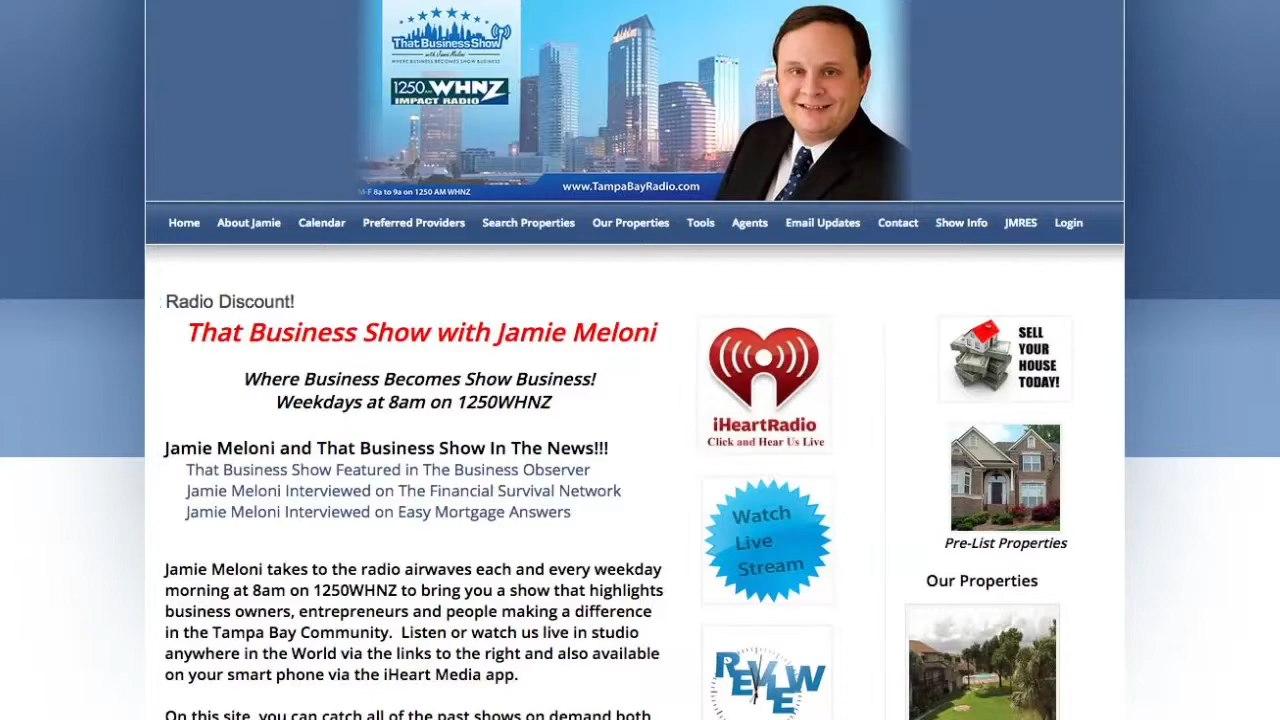 That Business Show
with Jamie Meloni
WHERE BUSINESS BECOMES SHOW BUSINESS
1250AM WHNZ
IMPACT RADIO
M-F 8a to 9a on 1250 AM WHNZ
www.TampaBayRadio.com
Home About Jamie Calendar Preferred Providers Search Properties Our Properties Tools Agents Email Updates Contact Show Info JMRES Login
Radio Discount!
That Business Show with Jamie Meloni
Where Business Becomes Show Business!
Weekdays at 8am on 1250WHNZ
Jamie Meloni and That Business Show In The News!!!
That Business Show Featured in The Business Observer
Jamie Meloni Interviewed on The Financial Survival Network
Jamie Meloni Interviewed on Easy Mortgage Answers
Jamie Meloni takes to the radio airwaves each and every weekday
morning at 8am on 1250WHNZ to bring you a show that highlights
business owners, entrepreneurs and people making a difference
in the Tampa Bay Community. Listen or watch us live in studio
anywhere in the World via the links to the right and also available
on your smart phone via the iHeart Media app.
On this site, you can catch all of the past shows on demand both
iHeartRadio
Click and Hear Us Live
Watch
Live
Stream
REVIEW
SELL
YOUR
HOUSE
TODAY!
Pre-List Properties
Our Properties